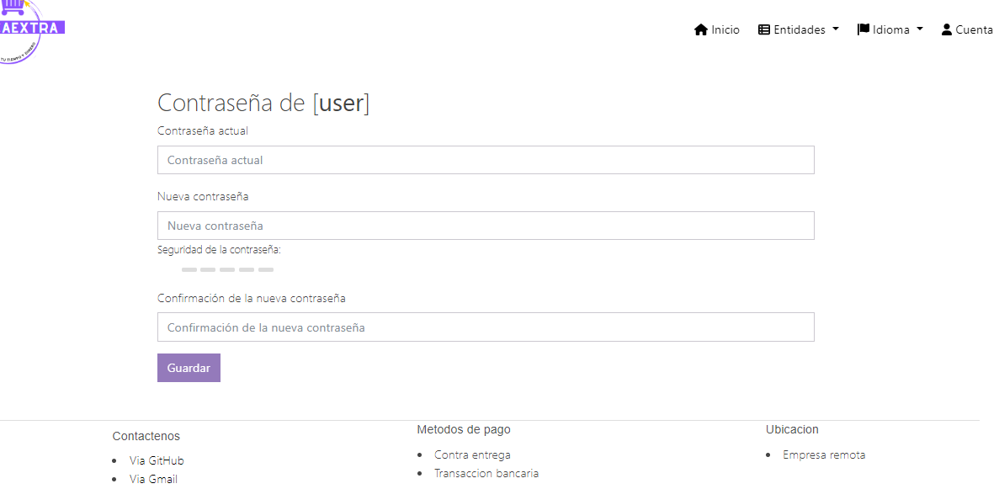 AEXTRA
TU TIEMPO Y DINERO
Inicio
Entidades
Idioma
Cuenta
Contraseña de [user]
Contraseña actual
Contraseña actual
Nueva contraseña
Nueva contraseña
Seguridad de la contraseña:
Confirmación de la nueva contraseña
Confirmación de la nueva contraseña
Guardar
Contactenos
Via GitHub
Via Gmail
Metodos de pago
Contra entrega
Transaccion bancaria
Ubicacion
Empresa remota